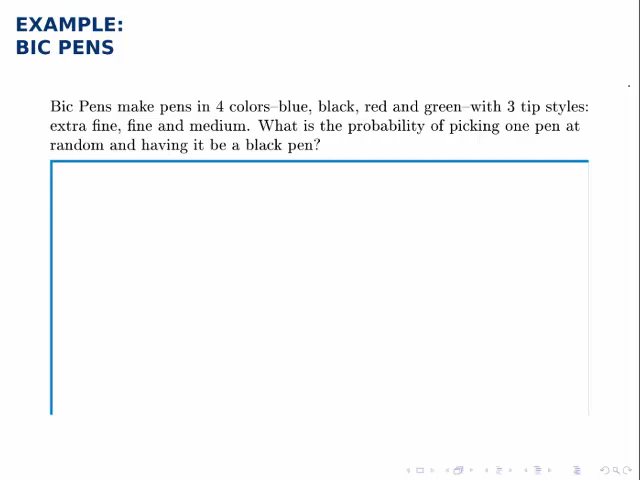 EXAMPLE:
BIC PENS
Bic Pens make pens in 4 colors–blue, black, red and green–with 3 tip styles:
extra fine, fine and medium. What is the probability of picking one pen at
random and having it be a black pen?